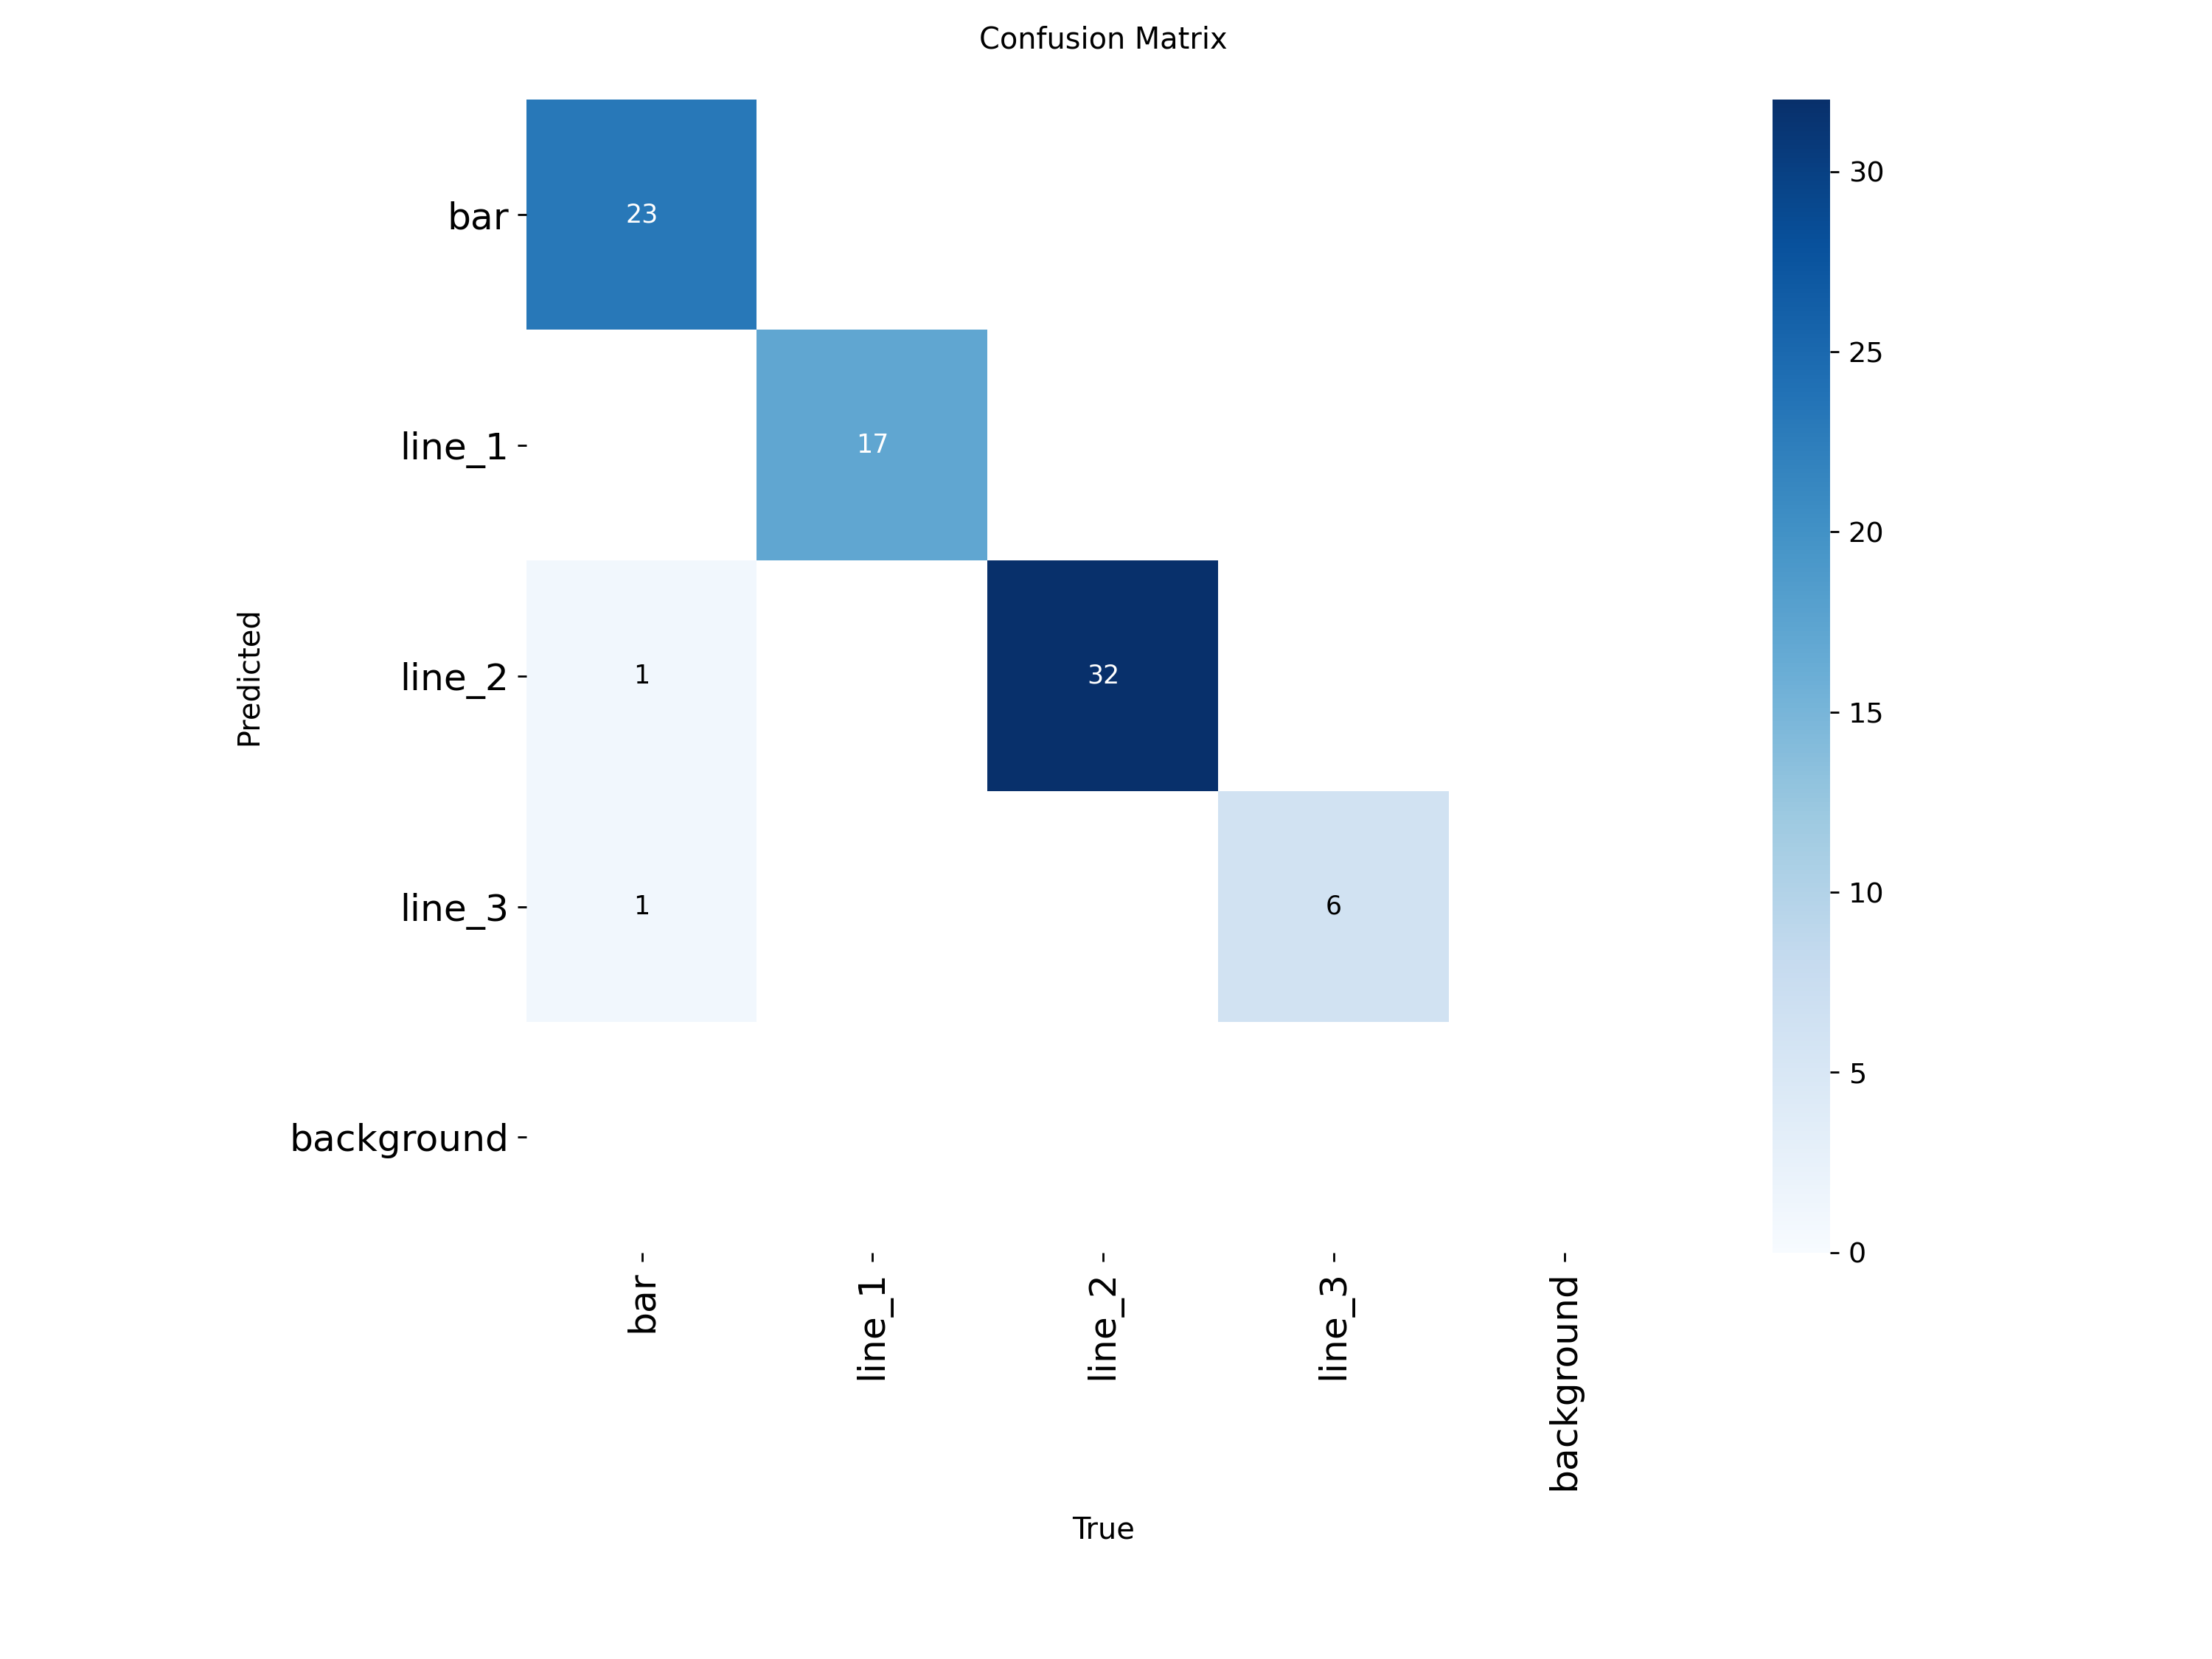 Confusion Matrix
bar
23
line_1
17
line_2
1
32
line_3
1
6
background
Predicted
bar
line_1
line_2
line_3
background
True
30
25
20
15
10
5
0